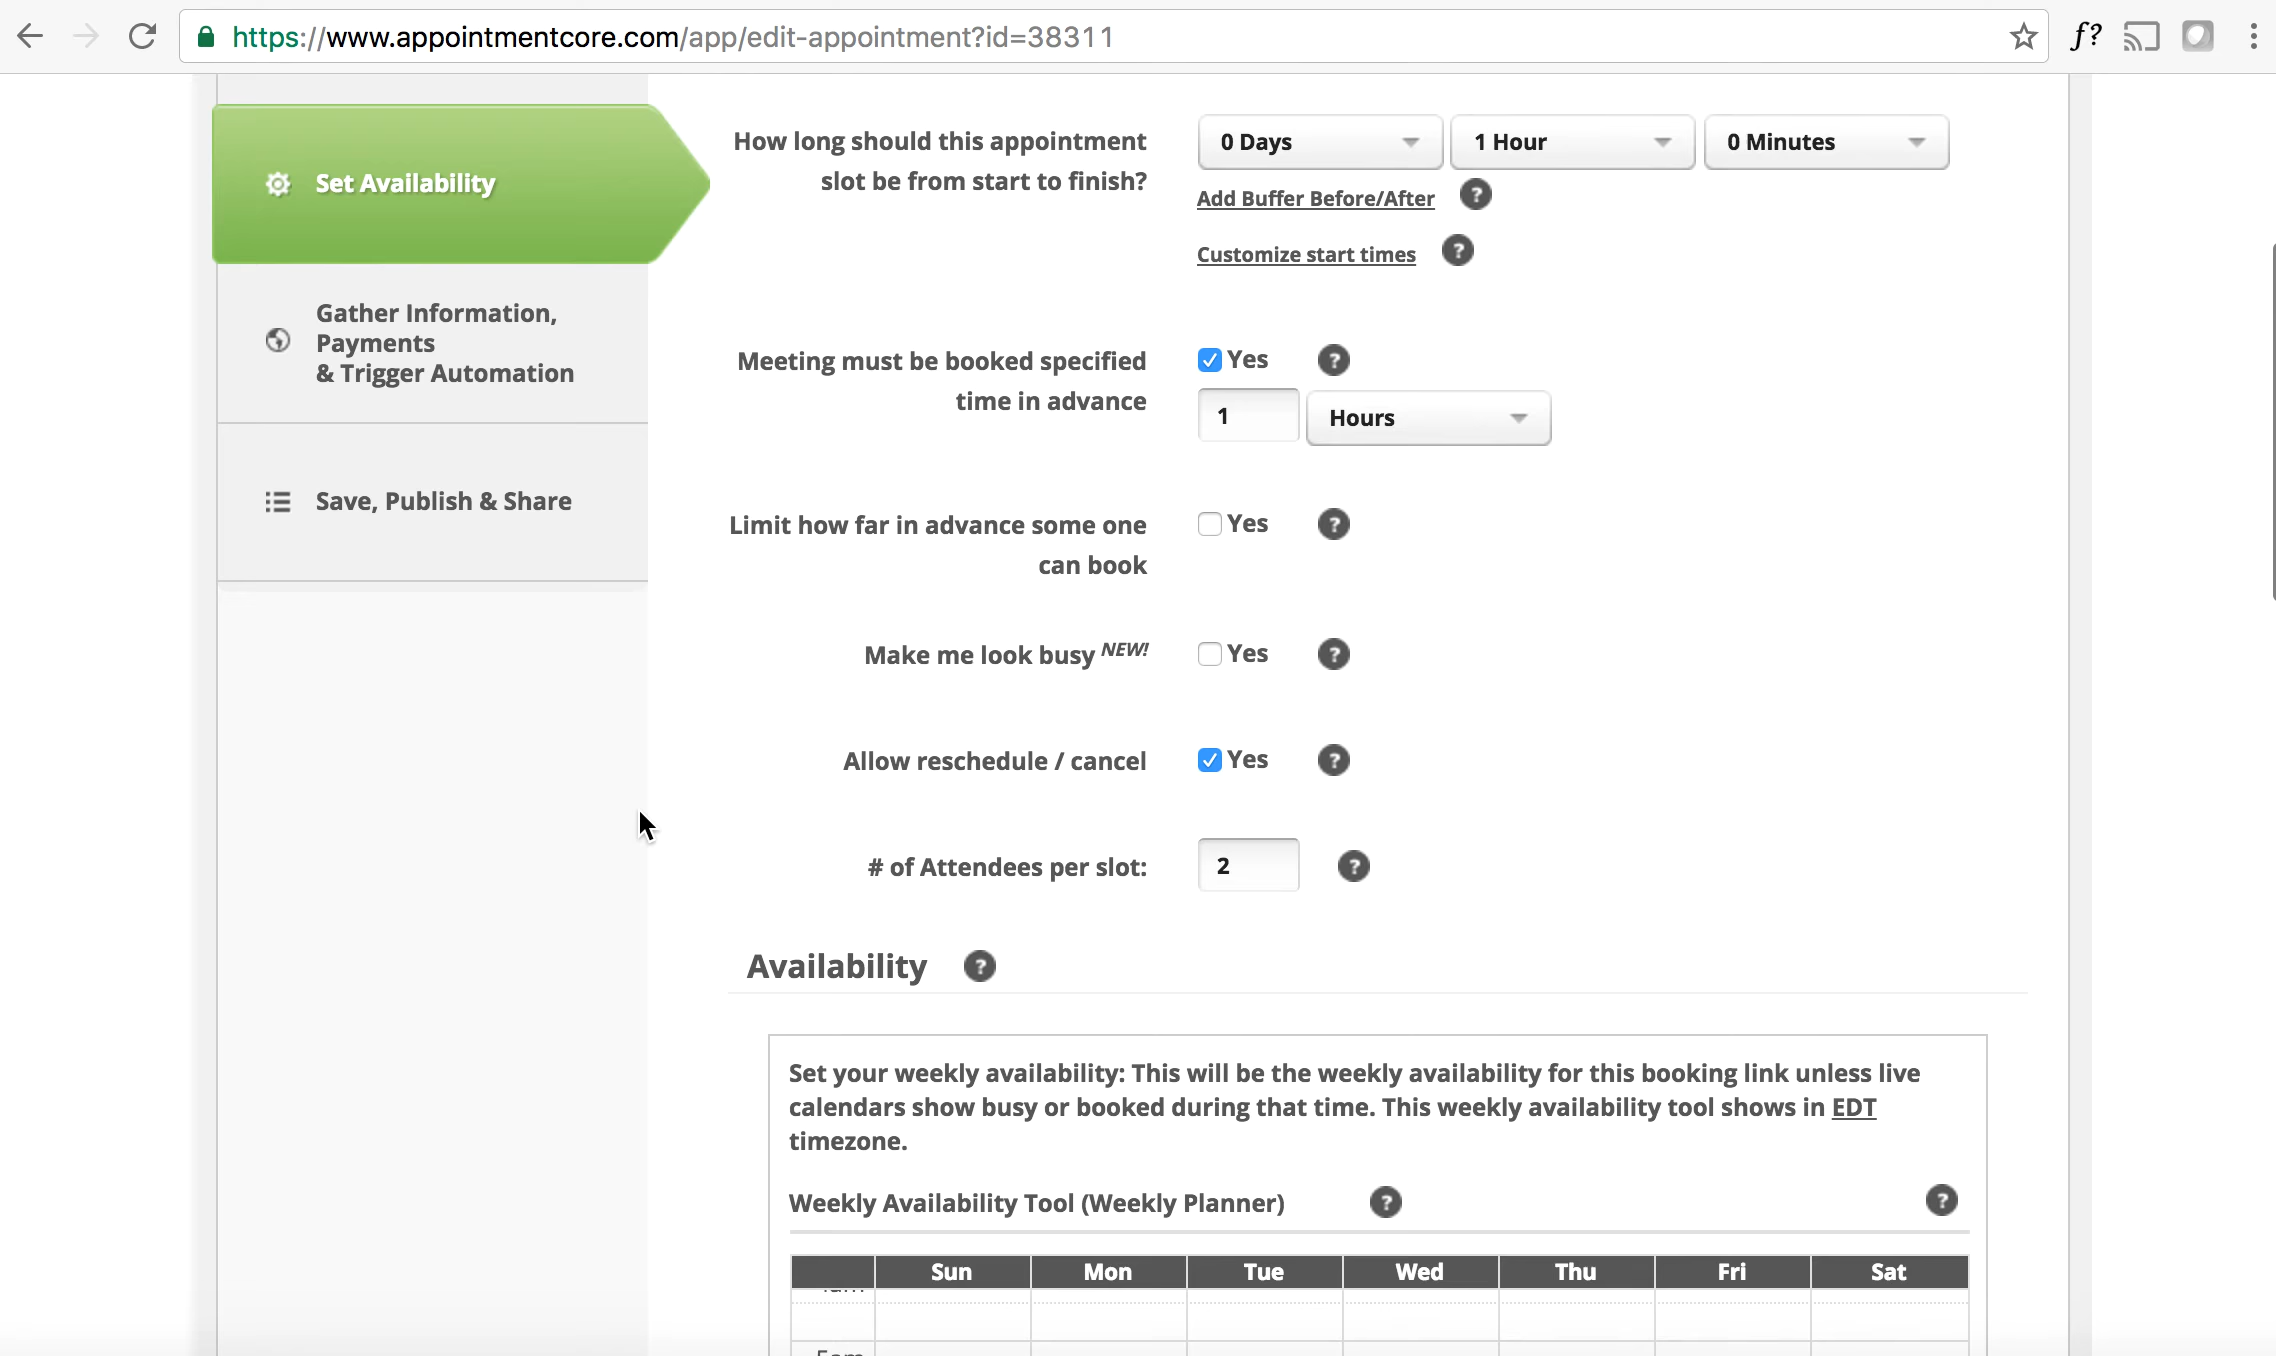 https://www.appointmentcore.com/app/edit-appointment?id=38311
f?
Set Availability
Gather Information,
Payments
& Trigger Automation
Save, Publish & Share
How long should this appointment
slot be from start to finish?
0 Days
1 Hour
0 Minutes
Add Buffer Before/After ?
Customize start times ?
Meeting must be booked specified
time in advance
Yes ?
1
Hours
Limit how far in advance some one
can book
Yes ?
Make me look busy NEW!
Yes ?
Allow reschedule / cancel
Yes ?
# of Attendees per slot:
2
?
Availability ?
Set your weekly availability: This will be the weekly availability for this booking link unless live
calendars show busy or booked during that time. This weekly availability tool shows in EDT
timezone.
Weekly Availability Tool (Weekly Planner) ? ?
Sun Mon Tue Wed Thu Fri Sat